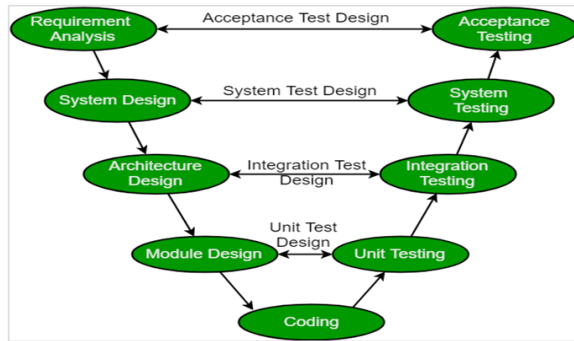 Requirement
Analysis
Acceptance Test Design
Acceptance
Testing
System Design
System Test Design
System
Testing
Architecture
Design
Integration Test
Design
Integration
Testing
Module Design
Unit Test
Design
Unit Testing
Coding